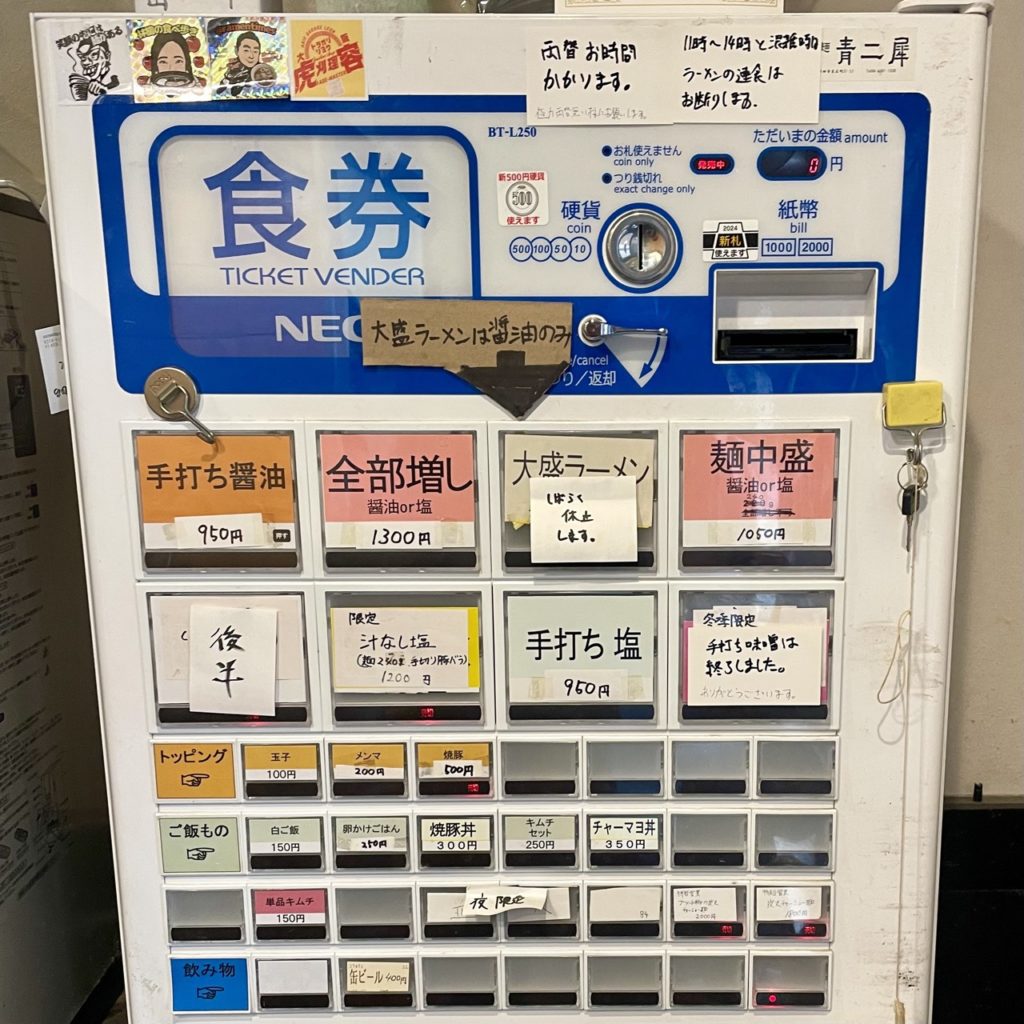 両替お時間
かかります。
11時〜14時と混雑時
ラーメンの連食は
お断りします。
青二犀
虎
容
BT-L250
食券
TICKET VENDER
NEC
新500円硬貨
500
使えます
お札使えません
coin only
つり銭切れ
exact change only
発売中
ただいまの金額 amount
0 円
硬貨
coin
500 100 50 10
2024
新札
使えます
紙幣
bill
1000 2000
大盛ラーメンは醤油のみ
/cancel
/返却
手打ち醤油
950円
押す
全部増し
醤油or塩
1300円
大盛ラーメン
しばらく
休止
します。
麺中盛
醤油or塩
1050円
後
半
限定
汁なし塩
1200円
手打ち 塩
950円
冬季限定
手打ち味噌は
終了しました。
ありがとうございます。
トッピング
玉子
100円
メンマ
200円
焼豚
500円
ご飯もの
白ご飯
150円
卵かけごはん
250円
焼豚丼
300円
キムチ
セット
250円
チャーマヨ丼
350円
単品キムチ
150円
夜限定
2000円
飲み物
缶ビール 400円